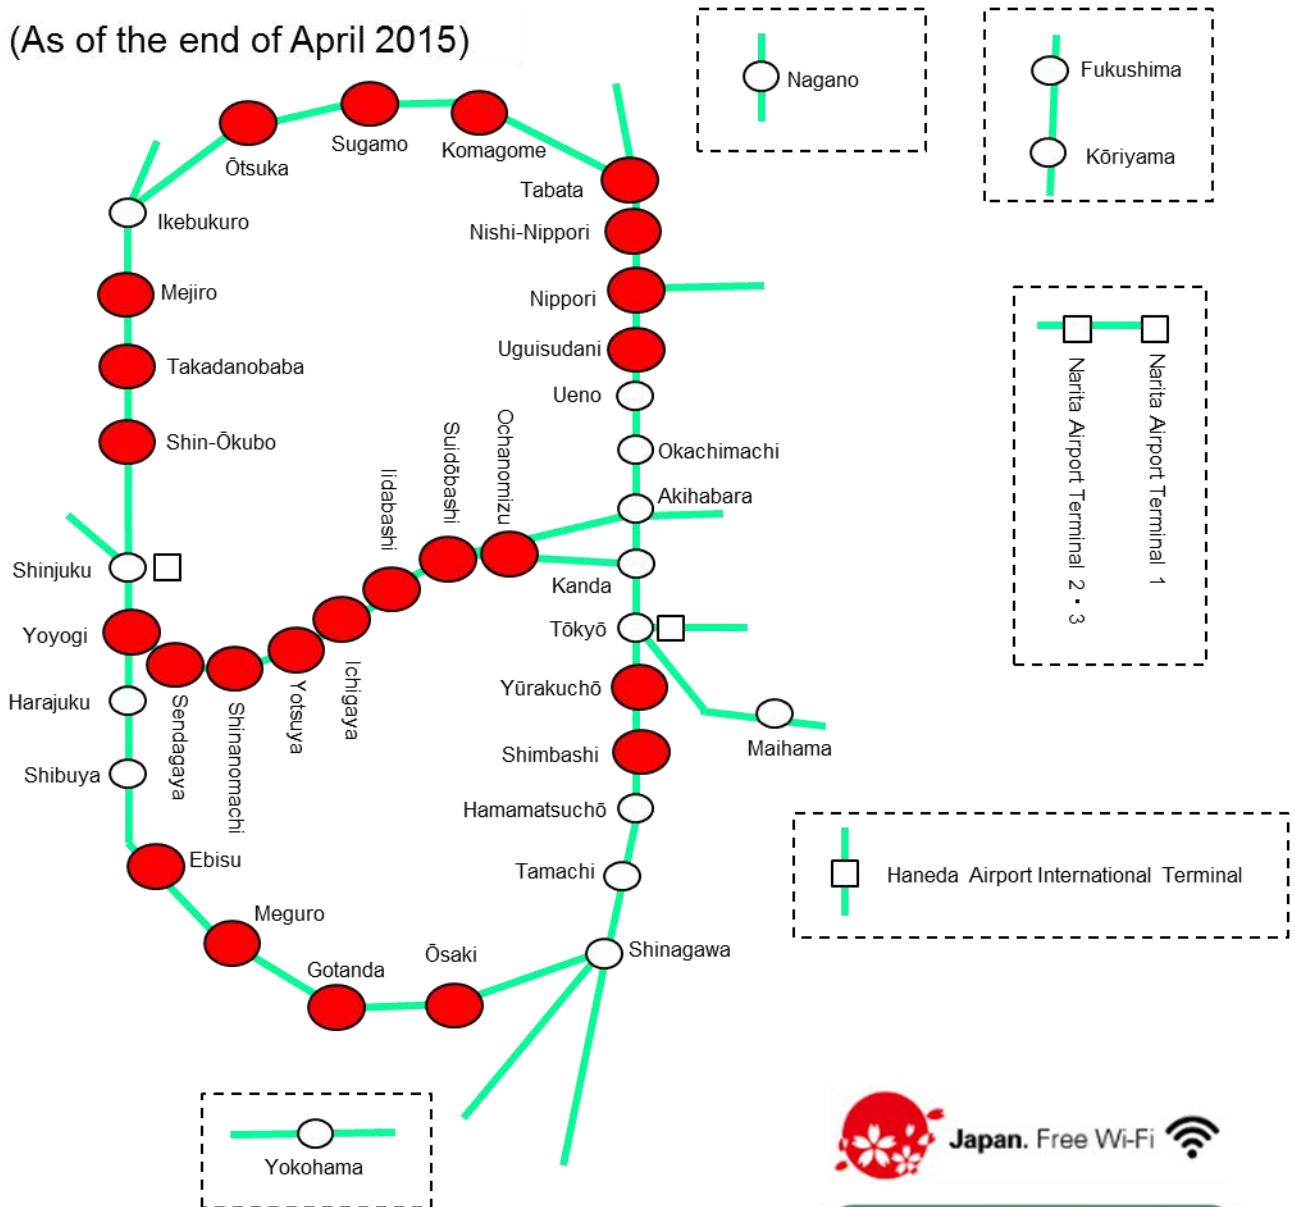 (As of the end of April 2015)
Nagano
Fukushima
Kōriyama
Ōtsuka
Sugamo
Komagome
Tabata
Ikebukuro
Nishi-Nippori
Mejiro
Nippori
Takadanobaba
Uguisudani
Ueno
Shin-Ōkubo
Okachimachi
Akihabara
Kanda
Shinjuku
Yoyogi
Harajuku
Shibuya
Sendagaya
Shinanomachi
Yotsuya
Ichigaya
Iidabashi
Suidōbashi
Ochanomizu
Tōkyō
Yūrakuchō
Shimbashi
Maihama
Hamamatsuchō
Tamachi
Shinagawa
Ebisu
Meguro
Gotanda
Ōsaki
Narita Airport Terminal 2・3
Narita Airport Terminal 1
Haneda Airport International Terminal
Yokohama
Japan. Free Wi-Fi